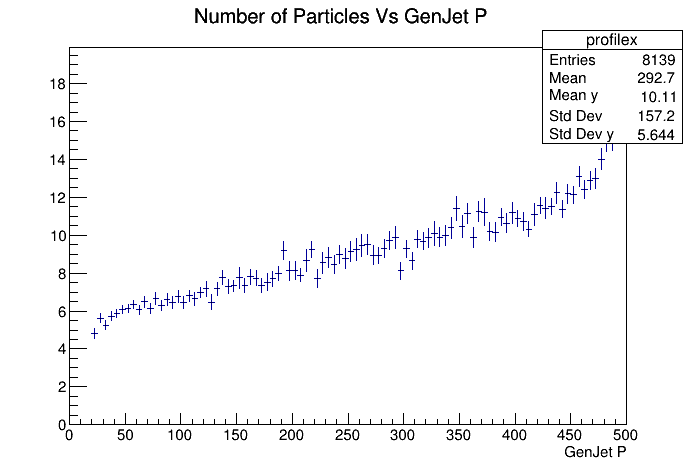 Number of Particles Vs GenJet P
profilex
Entries 8139
Mean 292.7
Mean y 10.11
Std Dev 157.2
Std Dev y 5.644
18
16
14
12
10
8
6
4
2
0
0 50 100 150 200 250 300 350 400 450 500
GenJet P